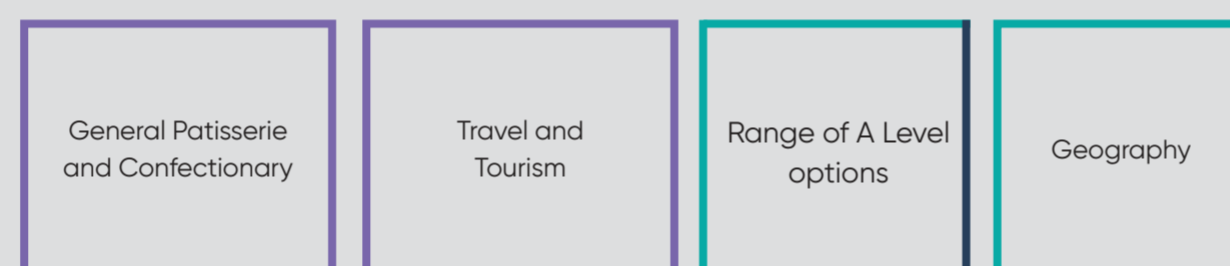 General Patisserie
and Confectionary
Travel and
Tourism
Range of A Level
options
Geography